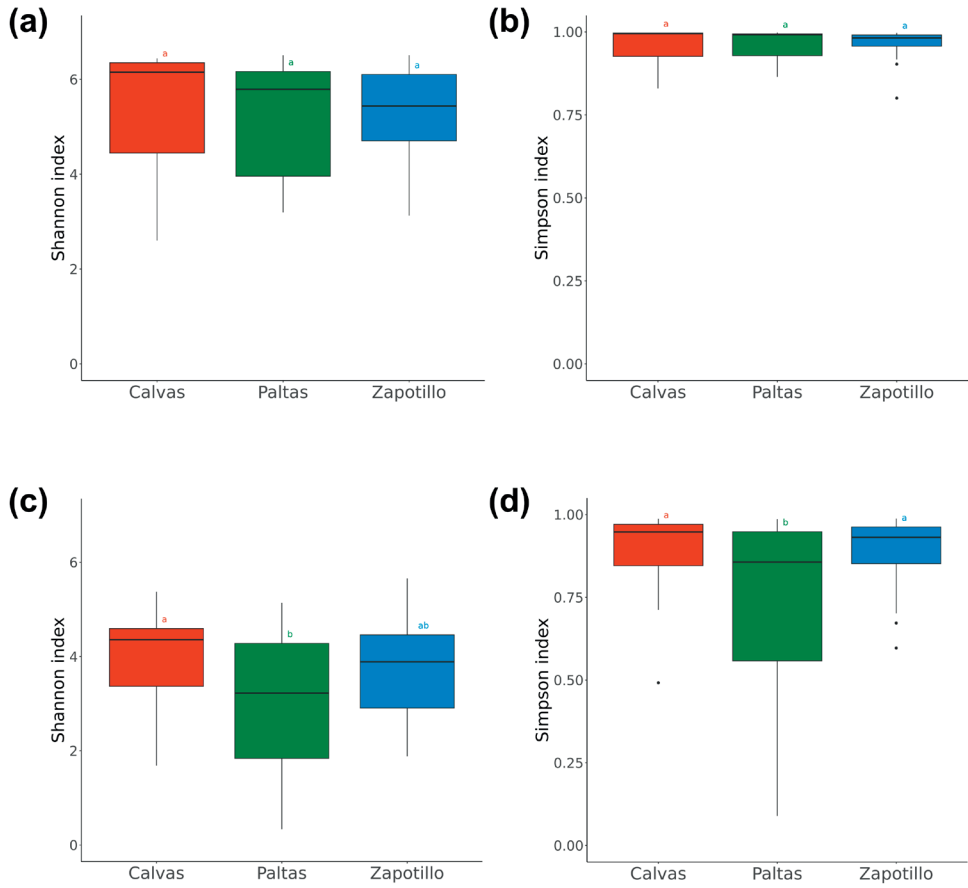 (a)
Shannon index
6
4
2
0
a
a
a
Calvas
Paltas
Zapotillo
(b)
Simpson index
1.00
0.75
0.50
0.25
0.00
a
a
a
Calvas
Paltas
Zapotillo
(c)
Shannon index
6
4
2
0
a
b
ab
Calvas
Paltas
Zapotillo
(d)
Simpson index
1.00
0.75
0.50
0.25
0.00
a
b
a
Calvas
Paltas
Zapotillo